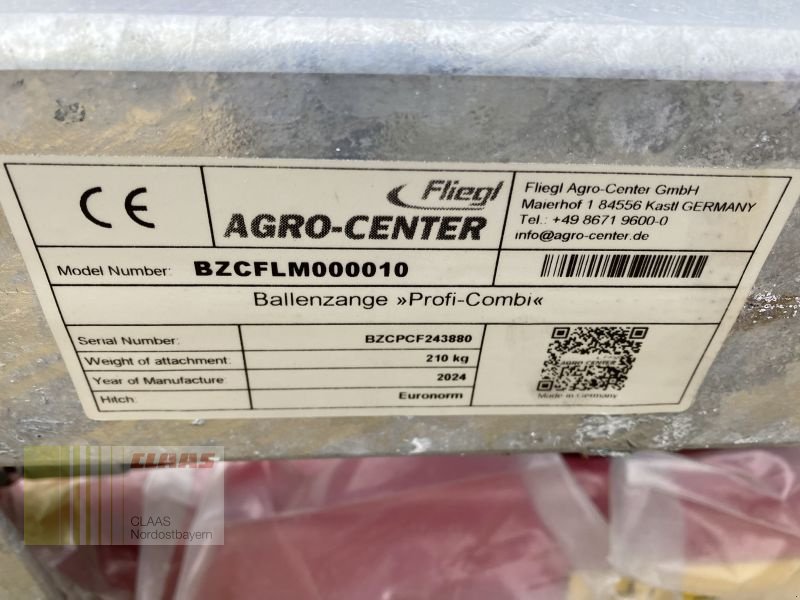 CE
Fliegl
AGRO-CENTER
Fliegl Agro-Center GmbH
Maierhof 1 84556 Kastl GERMANY
Tel.: +49 8671 9600-0
info@agro-center.de
Model Number: BZCFLM000010
Ballenzange »Profi-Combi«
Serial Number: BZCPCF243880
Weight of attachment: 210 kg
Year of Manufacture: 2024
Hitch: Euronorm
AGRO-CENTER
Made in Germany
CLAAS
CLAAS
Nordostbayern